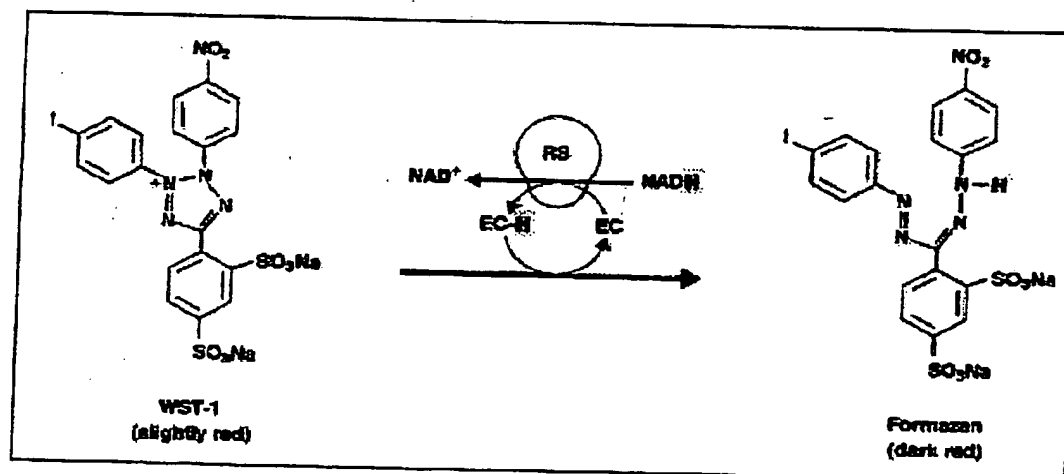 NO₂
I
N
N
+
N
N
SO₃Na
SO₃Na
WST-1
(slightly red)
RS
NAD⁺
NADH
EC-H
EC
NO₂
I
N-H
N
N
N
SO₃Na
SO₃Na
Formazan
(dark red)